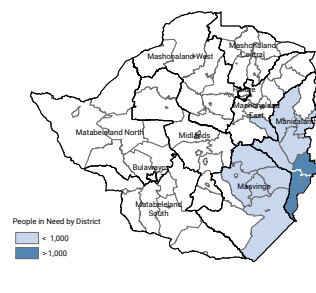 Mashonaland
Central
Mashonaland West
Harare
Mashonaland
East
Manicaland
Matabeleland North
Midlands
Bulawayo
Masvingo
Matabeleland
South
People in Need by District
< 1,000
> 1,000